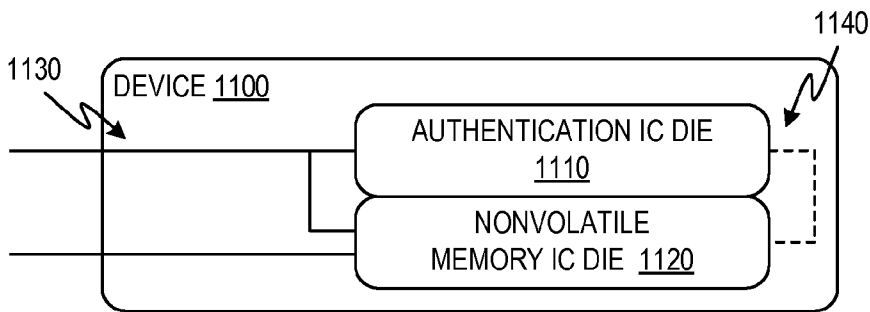 1140
1130
DEVICE 1100
AUTHENTICATION IC DIE
1110
NONVOLATILE
MEMORY IC DIE 1120